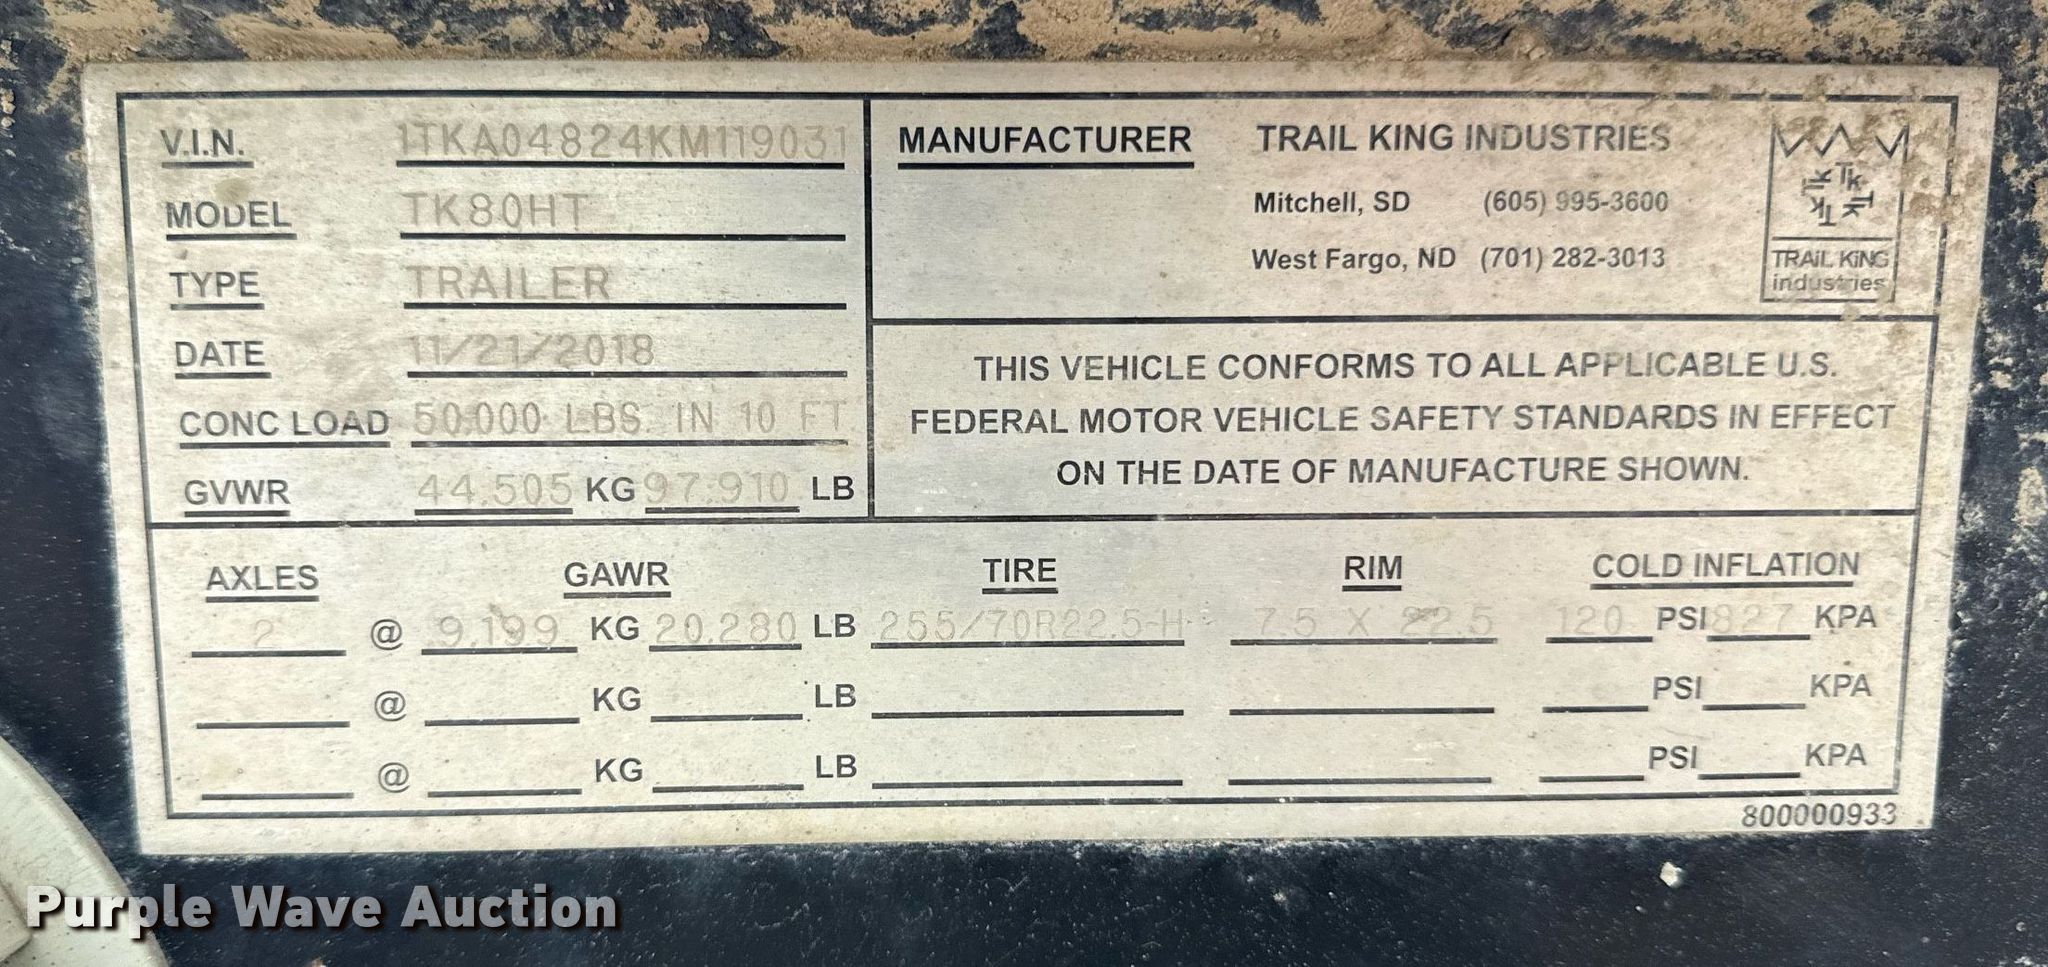 V.I.N. 1TKA04824KM119031
MODEL TK80HT
TYPE TRAILER
DATE 11/21/2018
CONC LOAD 50,000 LBS. IN 10 FT
GVWR 44,505 KG 97,910 LB
MANUFACTURER TRAIL KING INDUSTRIES
Mitchell, SD (605) 995-3600
West Fargo, ND (701) 282-3013
TK TK TK TK
TRAIL KING
industries
THIS VEHICLE CONFORMS TO ALL APPLICABLE U.S.
FEDERAL MOTOR VEHICLE SAFETY STANDARDS IN EFFECT
ON THE DATE OF MANUFACTURE SHOWN.
AXLES GAWR TIRE RIM COLD INFLATION
2 @ 9,199 KG 20,280 LB 255/70R22.5-H 7.5 X 22.5 120 PSI 827 KPA
@ KG LB PSI KPA
@ KG LB PSI KPA
800000933
Purple Wave Auction